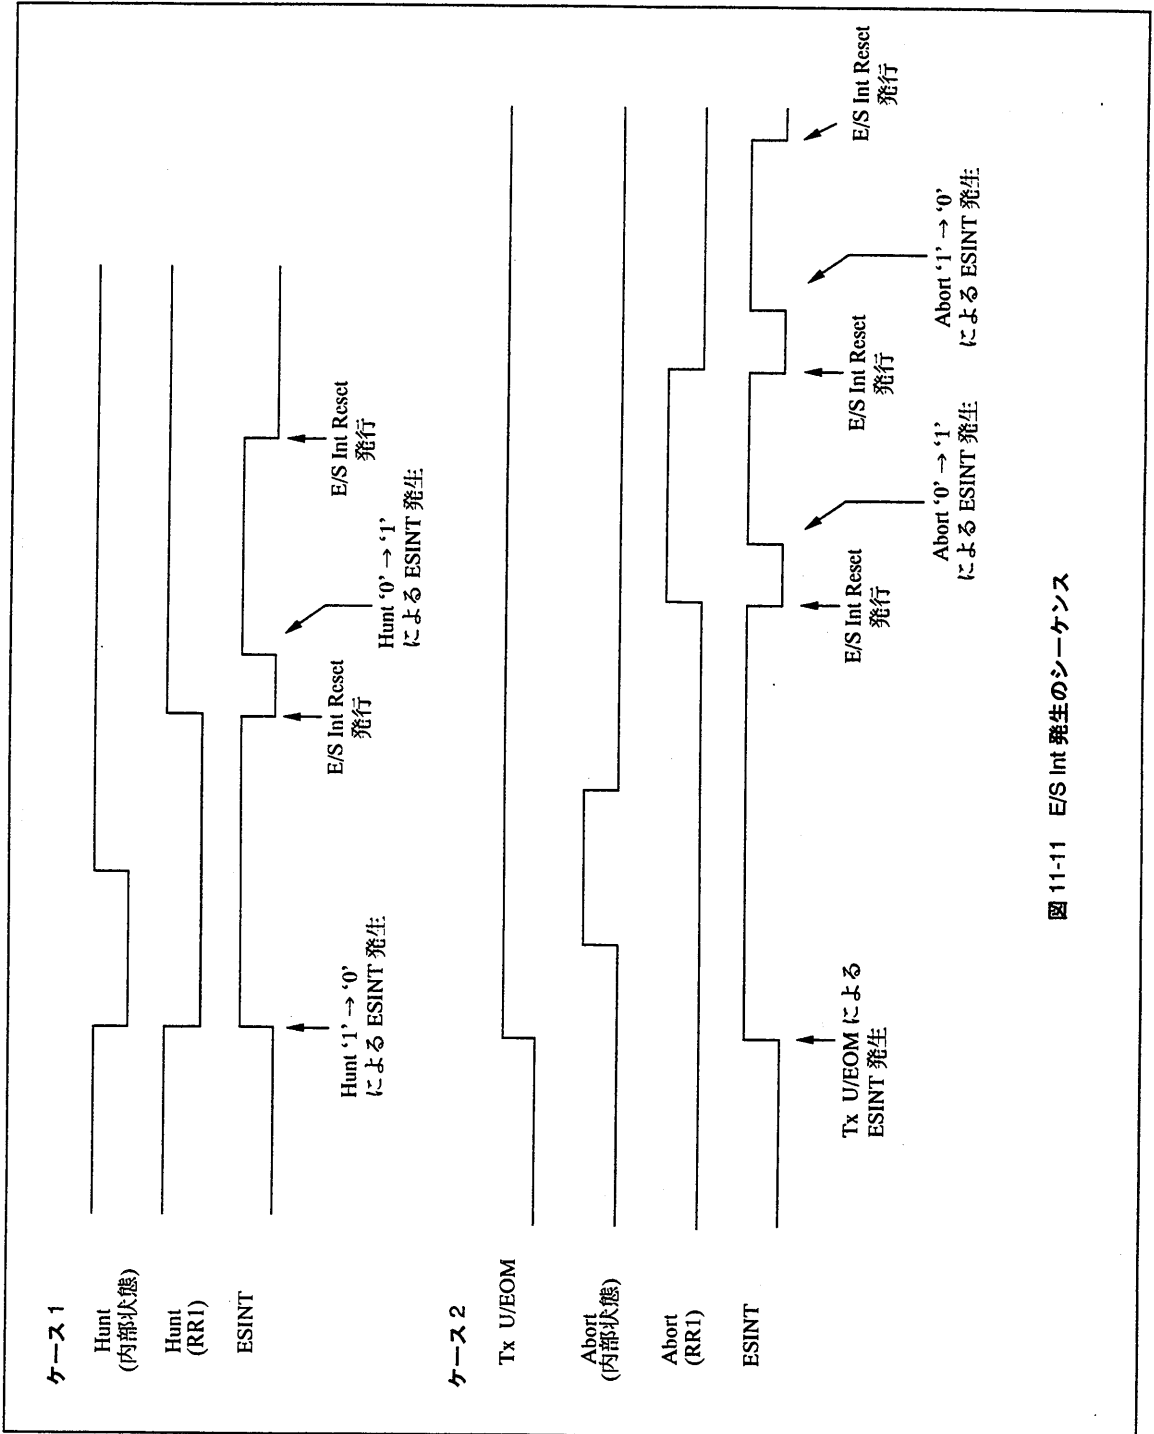 ケース 1
Hunt
(内部状態)
Hunt
(RR1)
ESINT
Hunt ‘1’ → ‘0’
による ESINT 発生
E/S Int Reset
発行
Hunt ‘0’ → ‘1’
による ESINT 発生
E/S Int Reset
発行
ケース 2
Tx U/EOM
Abort
(内部状態)
Abort
(RR1)
ESINT
Tx U/EOM による
ESINT 発生
E/S Int Reset
発行
Abort ‘0’ → ‘1’
による ESINT 発生
E/S Int Reset
発行
Abort ‘1’ → ‘0’
による ESINT 発生
E/S Int Reset
発行
図 11-11 E/S Int 発生のシーケンス